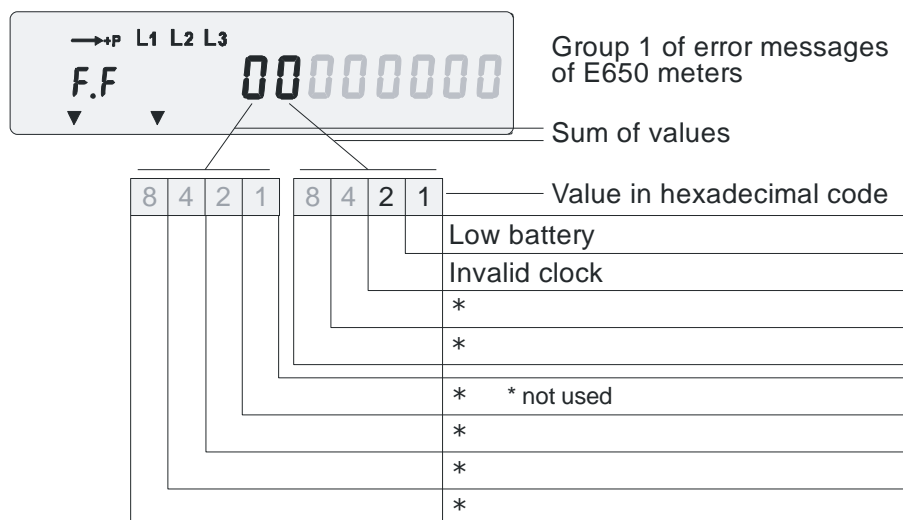 +P L1 L2 L3
F.F 00000000
Group 1 of error messages
of E650 meters
Sum of values
8 4 2 1 8 4 2 1
Value in hexadecimal code
Low battery
Invalid clock
*
*
* * not used
*
*
*